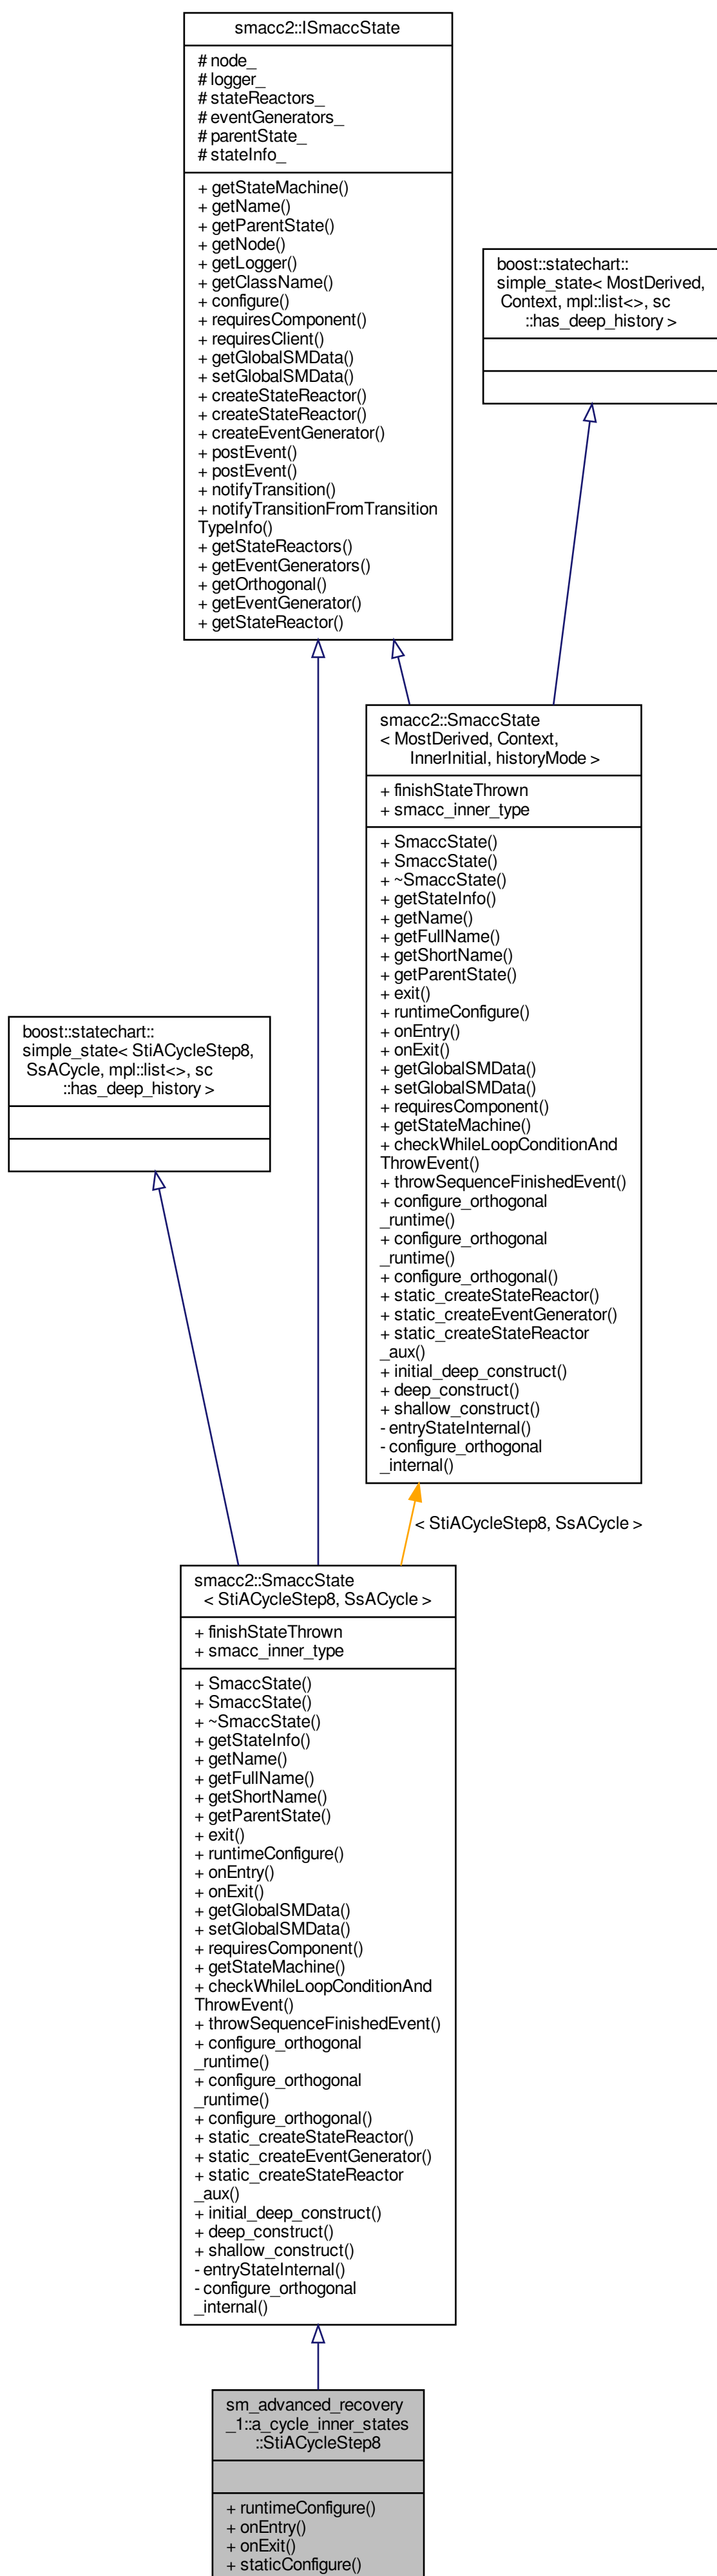 smacc2::ISmaccState
# node_
# logger_
# stateReactors_
# eventGenerators_
# parentState_
# stateInfo_
+ getStateMachine()
+ getName()
+ getParentState()
+ getNode()
+ getLogger()
+ getClassName()
+ configure()
+ requiresComponent()
+ requiresClient()
+ getGlobalSMData()
+ setGlobalSMData()
+ createStateReactor()
+ createStateReactor()
+ createEventGenerator()
+ postEvent()
+ postEvent()
+ notifyTransition()
+ notifyTransitionFromTransition
TypeInfo()
+ getStateReactors()
+ getEventGenerators()
+ getOrthogonal()
+ getEventGenerator()
+ getStateReactor()
boost::statechart::
simple_state< MostDerived,
Context, mpl::list<>, sc
::has_deep_history >
smacc2::SmaccState
< MostDerived, Context,
InnerInitial, historyMode >
+ finishStateThrown
+ smacc_inner_type
+ SmaccState()
+ SmaccState()
+ ~SmaccState()
+ getStateInfo()
+ getName()
+ getFullName()
+ getShortName()
+ getParentState()
+ exit()
+ runtimeConfigure()
+ onEntry()
+ onExit()
+ getGlobalSMData()
+ setGlobalSMData()
+ requiresComponent()
+ getStateMachine()
+ checkWhileLoopConditionAnd
ThrowEvent()
+ throwSequenceFinishedEvent()
+ configure_orthogonal
_runtime()
+ configure_orthogonal
_runtime()
+ configure_orthogonal()
+ static_createStateReactor()
+ static_createEventGenerator()
+ static_createStateReactor
_aux()
+ initial_deep_construct()
+ deep_construct()
+ shallow_construct()
- entryStateInternal()
- configure_orthogonal
_internal()
boost::statechart::
simple_state< StiACycleStep8,
SsACycle, mpl::list<>, sc
::has_deep_history >
< StiACycleStep8, SsACycle >
smacc2::SmaccState
< StiACycleStep8, SsACycle >
+ finishStateThrown
+ smacc_inner_type
+ SmaccState()
+ SmaccState()
+ ~SmaccState()
+ getStateInfo()
+ getName()
+ getFullName()
+ getShortName()
+ getParentState()
+ exit()
+ runtimeConfigure()
+ onEntry()
+ onExit()
+ getGlobalSMData()
+ setGlobalSMData()
+ requiresComponent()
+ getStateMachine()
+ checkWhileLoopConditionAnd
ThrowEvent()
+ throwSequenceFinishedEvent()
+ configure_orthogonal
_runtime()
+ configure_orthogonal
_runtime()
+ configure_orthogonal()
+ static_createStateReactor()
+ static_createEventGenerator()
+ static_createStateReactor
_aux()
+ initial_deep_construct()
+ deep_construct()
+ shallow_construct()
- entryStateInternal()
- configure_orthogonal
_internal()
sm_advanced_recovery
_1::a_cycle_inner_states
::StiACycleStep8
+ runtimeConfigure()
+ onEntry()
+ onExit()
+ staticConfigure()